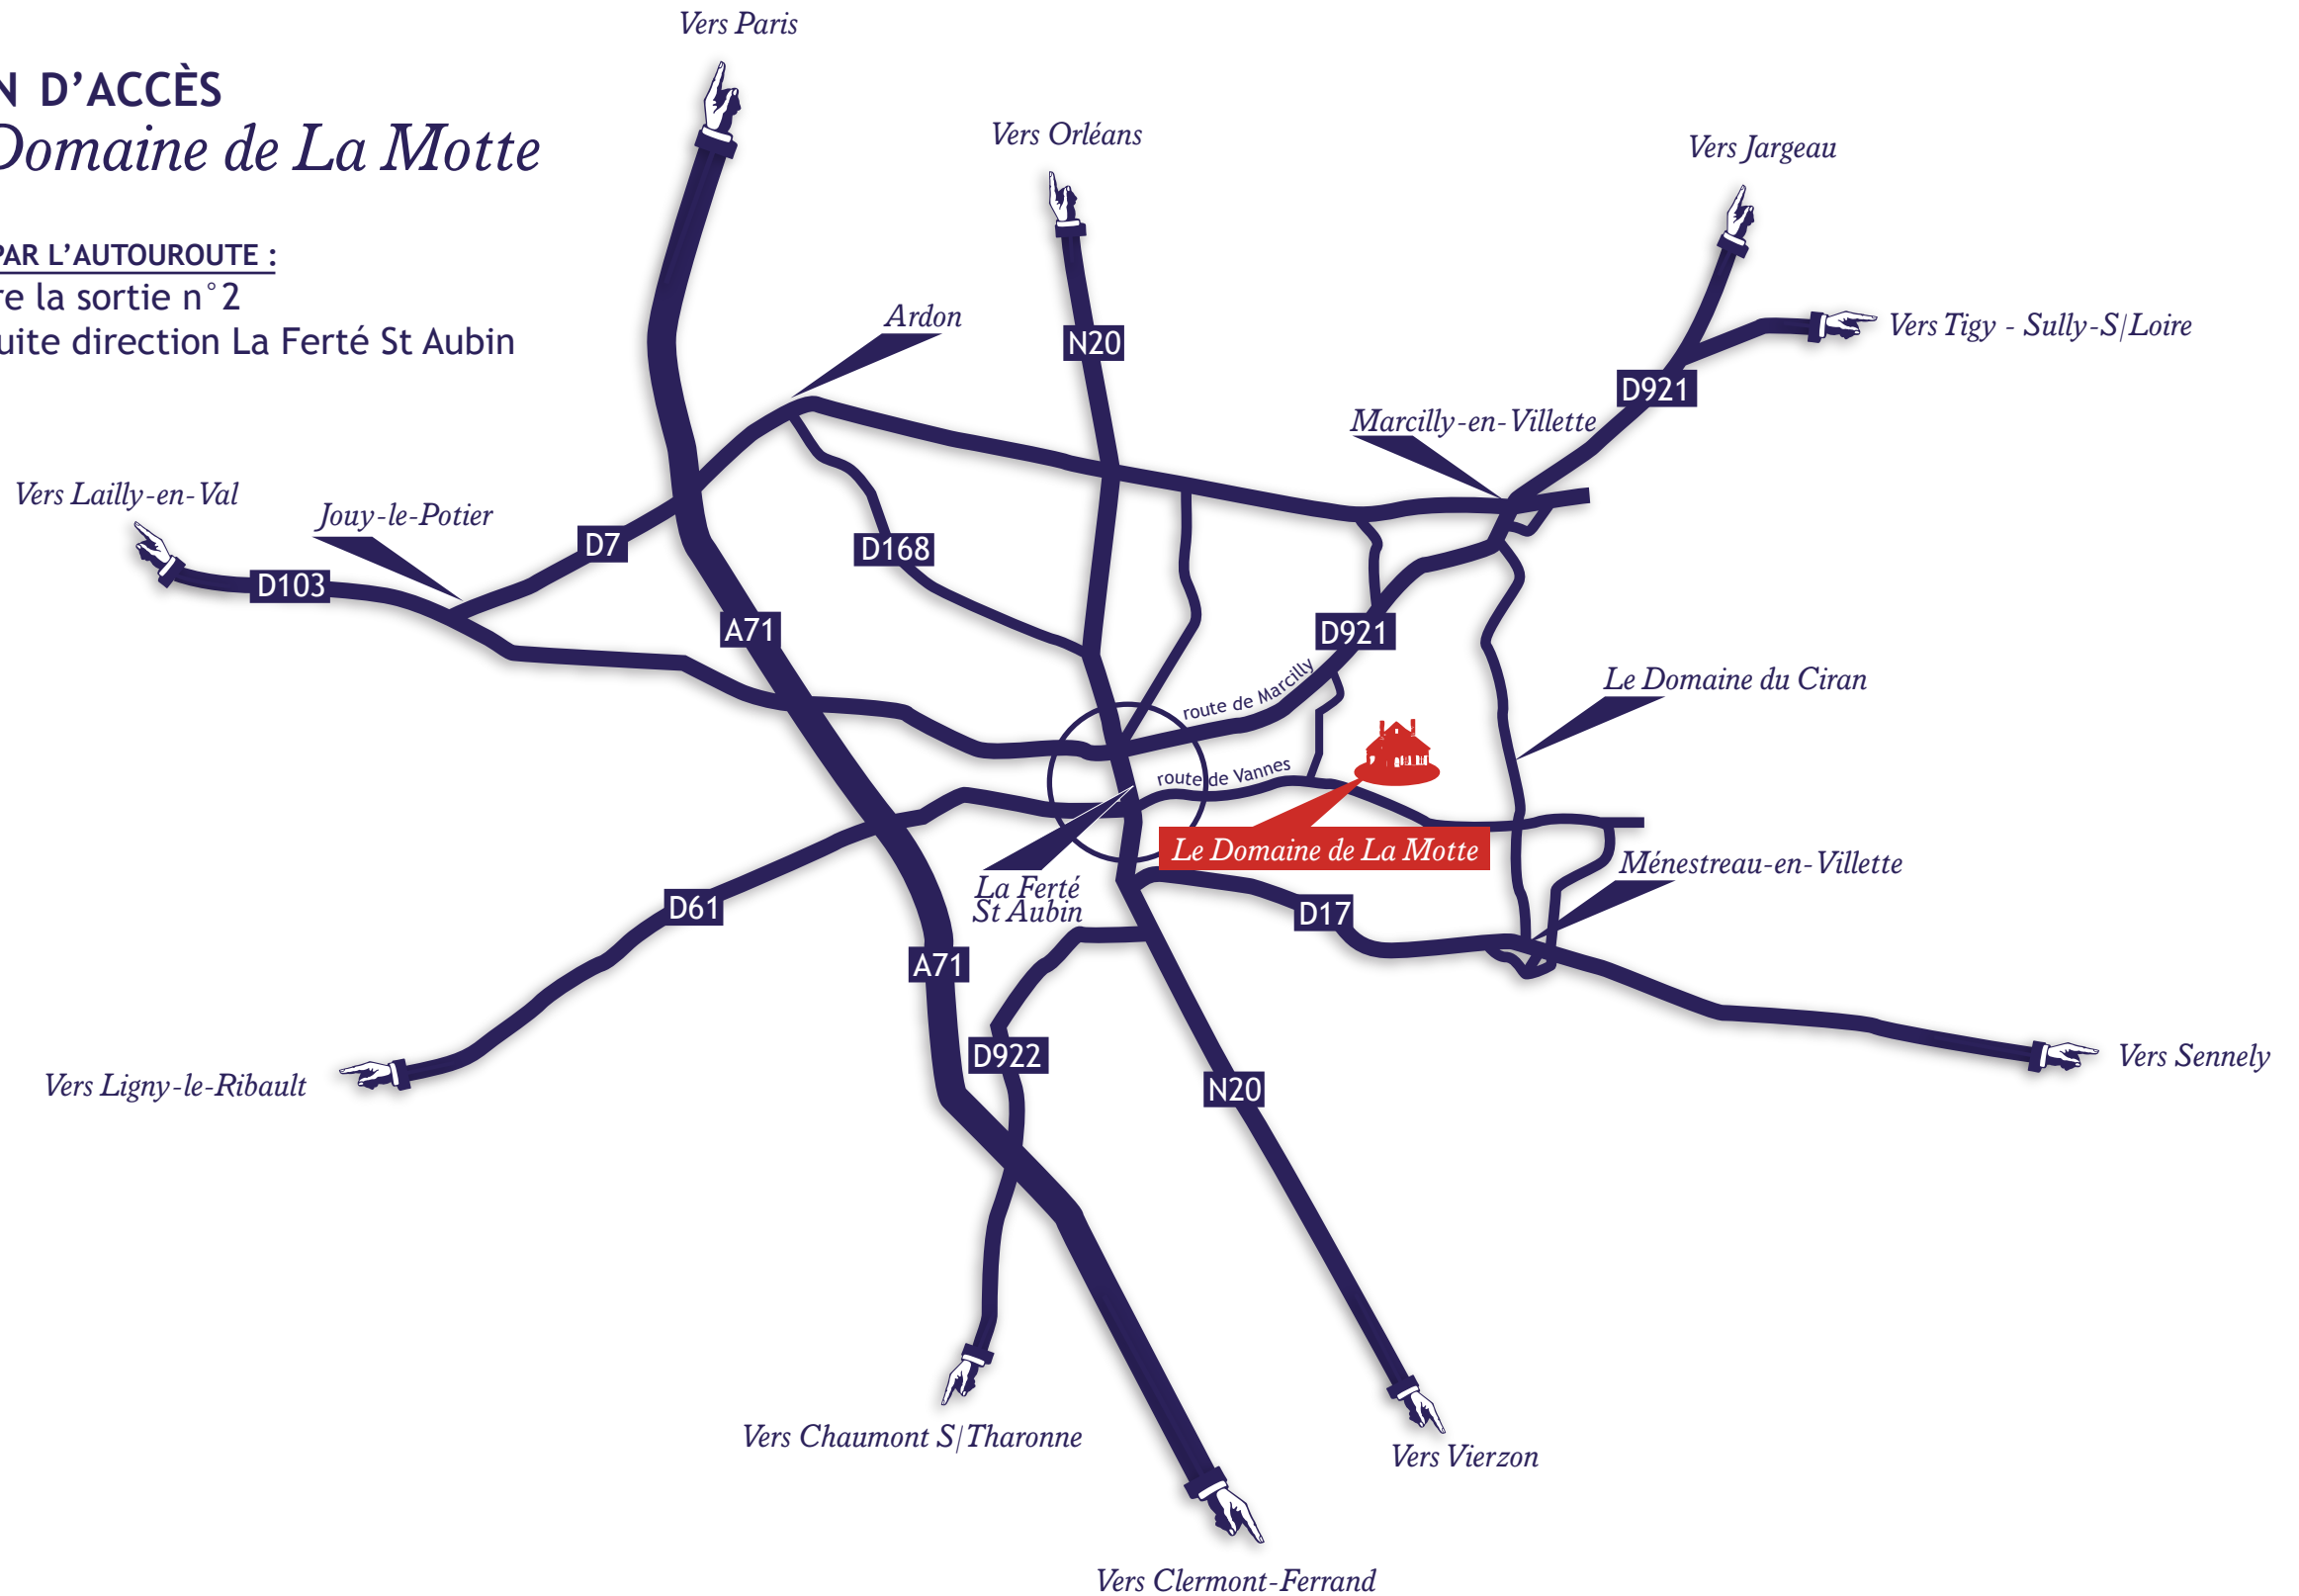 Vers Paris
N D’ACCÈS
Domaine de La Motte
Vers Orléans
Vers Jargeau
PAR L’AUTOUROUTE :
re la sortie n°2
uite direction La Ferté St Aubin
Ardon
N20
Vers Tigy - Sully-S/Loire
D921
Marcilly-en-Villette
Vers Lailly-en-Val
Jouy-le-Potier
D7
D168
D103
A71
D921
route de Marcilly
Le Domaine du Ciran
route de Vannes
Le Domaine de La Motte
Ménestreau-en-Villette
La Ferté
St Aubin
D61
D17
A71
D922
Vers Sennely
Vers Ligny-le-Ribault
N20
Vers Chaumont S/Tharonne
Vers Vierzon
Vers Clermont-Ferrand